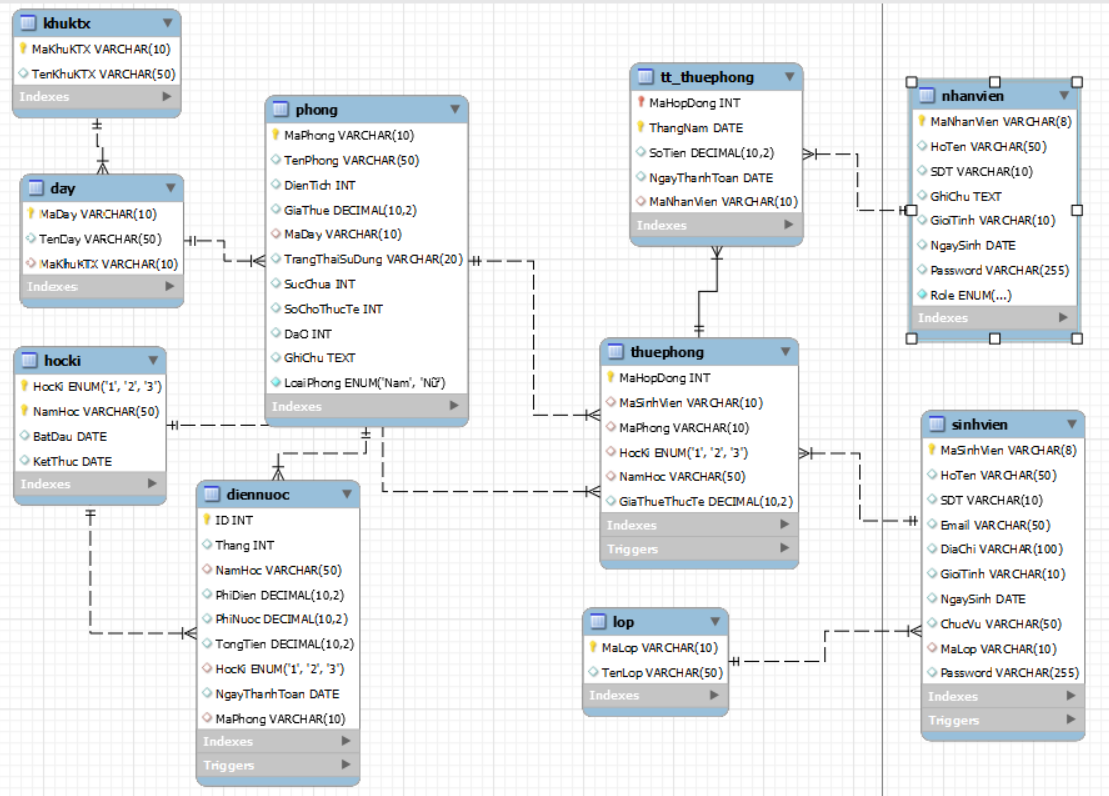 khuktx
MaKhuKTX VARCHAR(10)
TenKhuKTX VARCHAR(50)
Indexes
day
MaDay VARCHAR(10)
TenDay VARCHAR(50)
MaKhuKTX VARCHAR(10)
Indexes
hocki
HocKi ENUM('1', '2', '3')
NamHoc VARCHAR(50)
BatDau DATE
KetThuc DATE
Indexes
phong
MaPhong VARCHAR(10)
TenPhong VARCHAR(50)
DienTich INT
GiaThue DECIMAL(10,2)
MaDay VARCHAR(10)
TrangThaiSuDung VARCHAR(20)
SucChua INT
SoChoThucTe INT
DaO INT
GhiChu TEXT
LoaiPhong ENUM('Nam', 'Nữ')
Indexes
diennuoc
ID INT
Thang INT
NamHoc VARCHAR(50)
PhiDien DECIMAL(10,2)
PhiNuoc DECIMAL(10,2)
TongTien DECIMAL(10,2)
HocKi ENUM('1', '2', '3')
NgayThanhToan DATE
MaPhong VARCHAR(10)
Indexes
Triggers
tt_thuephong
MaHopDong INT
ThangNam DATE
SoTien DECIMAL(10,2)
NgayThanhToan DATE
MaNhanVien VARCHAR(10)
Indexes
thuephong
MaHopDong INT
MaSinhVien VARCHAR(10)
MaPhong VARCHAR(10)
HocKi ENUM('1', '2', '3')
NamHoc VARCHAR(50)
GiaThueThucTe DECIMAL(10,2)
Indexes
Triggers
lop
MaLop VARCHAR(10)
TenLop VARCHAR(50)
Indexes
nhanvien
MaNhanVien VARCHAR(8)
HoTen VARCHAR(50)
SDT VARCHAR(10)
GhiChu TEXT
GioiTinh VARCHAR(10)
NgaySinh DATE
Password VARCHAR(255)
Role ENUM(...)
Indexes
sinhvien
MaSinhVien VARCHAR(8)
HoTen VARCHAR(50)
SDT VARCHAR(10)
Email VARCHAR(50)
DiaChi VARCHAR(100)
GioiTinh VARCHAR(10)
NgaySinh DATE
ChucVu VARCHAR(50)
MaLop VARCHAR(10)
Password VARCHAR(255)
Indexes
Triggers